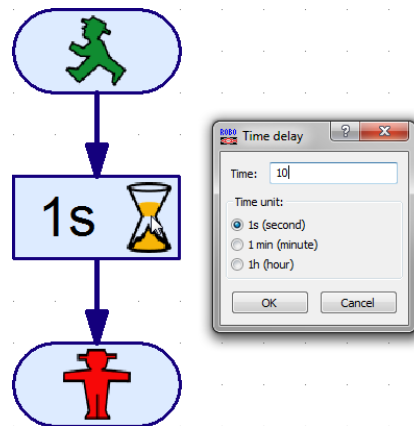 1s
ROBO
Time delay
Time: 10
Time unit:
1s (second)
1 min (minute)
1h (hour)
OK Cancel